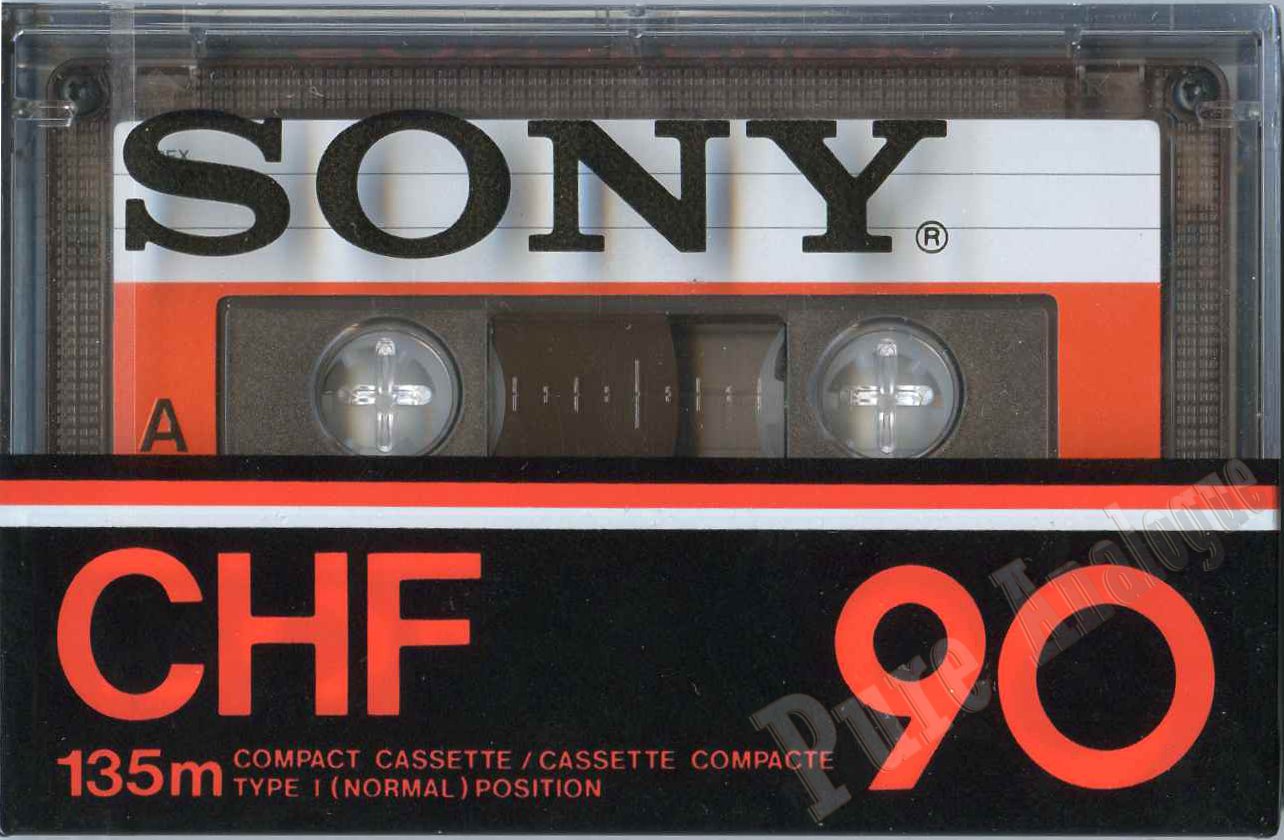 SONY®
A
CHF 90
135m COMPACT CASSETTE / CASSETTE COMPACTE
TYPE I (NORMAL) POSITION
Pure Analogue